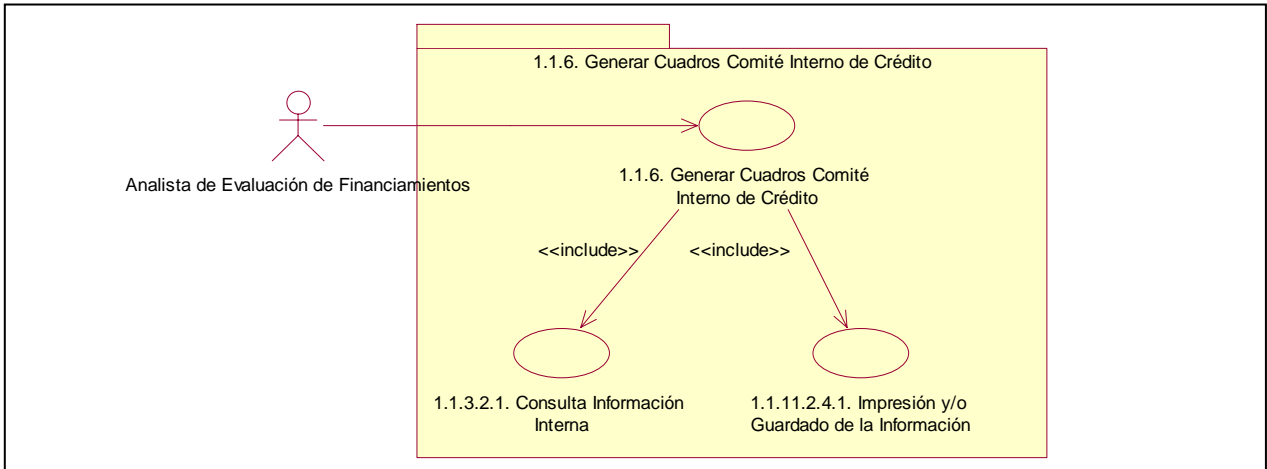 1.1.6. Generar Cuadros Comité Interno de Crédito
Analista de Evaluación de Financiamientos
1.1.6. Generar Cuadros Comité
Interno de Crédito
<<include>>
<<include>>
1.1.3.2.1. Consulta Información
Interna
1.1.11.2.4.1. Impresión y/o
Guardado de la Información